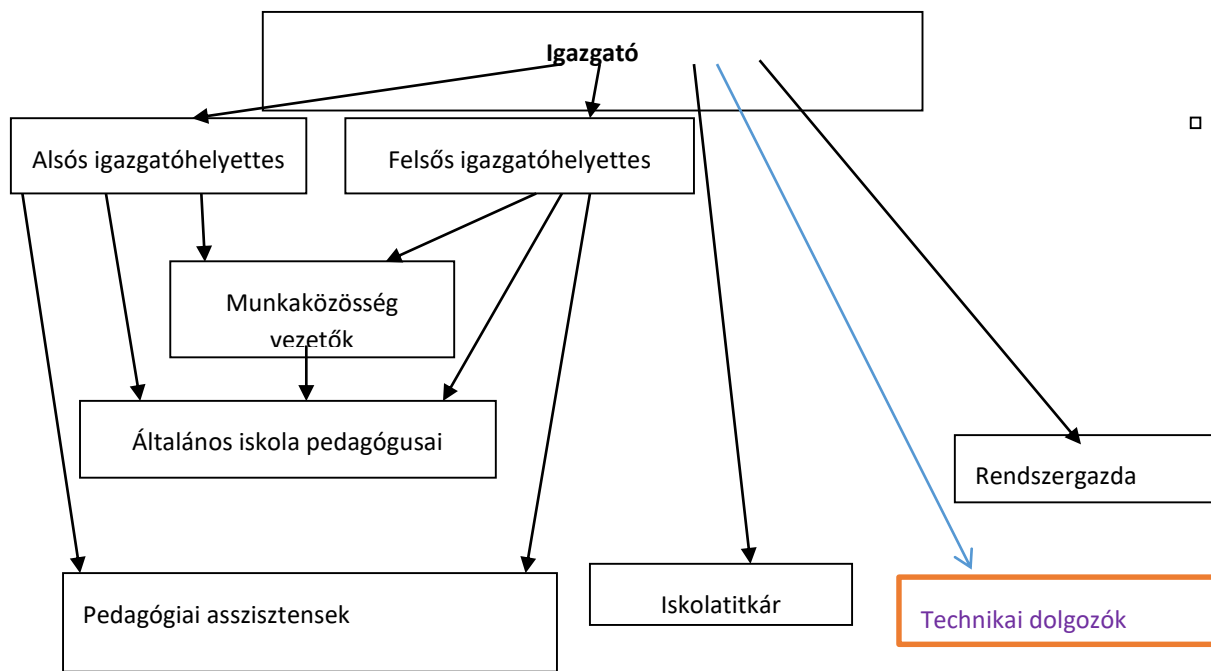 Igazgató
Alsós igazgatóhelyettes
Felsős igazgatóhelyettes
Munkaközösség
vezetők
Általános iskola pedagógusai
Rendszergazda
Pedagógiai asszisztensek
Iskolatitkár
Technikai dolgozók